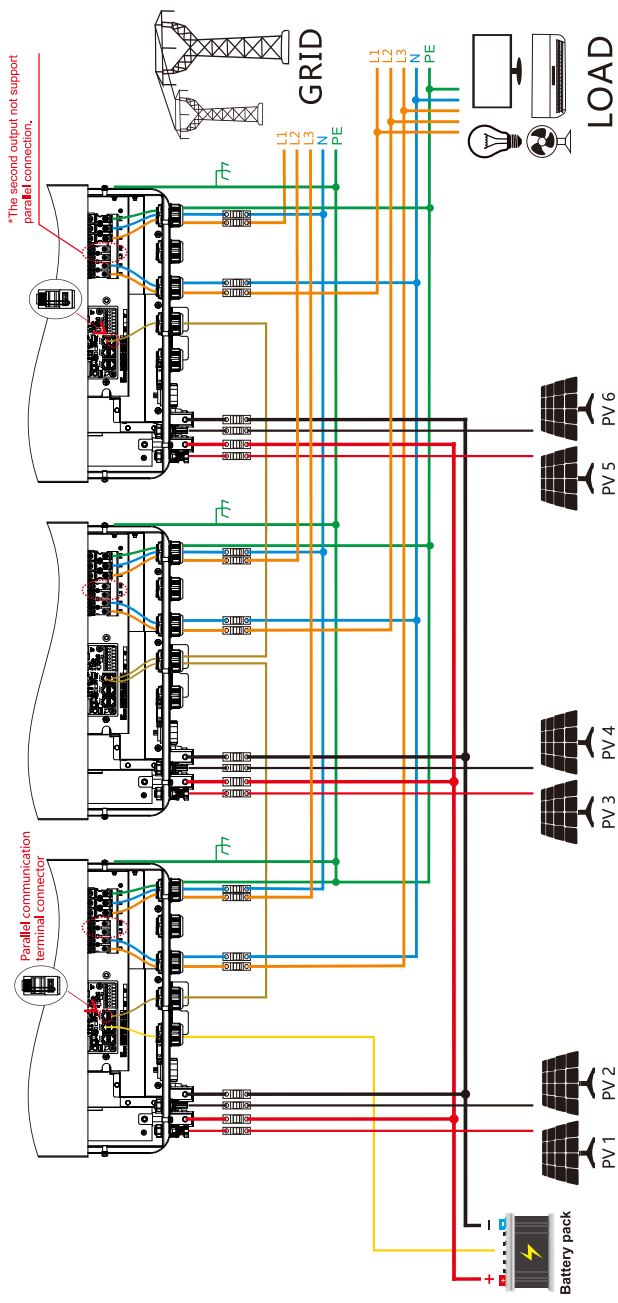 *The second output not support
parallel connection.
GRID
L1
L2
L3
N
PE
L1
L2
L3
N
PE
LOAD
Parallel communication
terminal connector
PV 6
PV 5
PV 4
PV 3
PV 2
PV 1
+
−
Battery pack